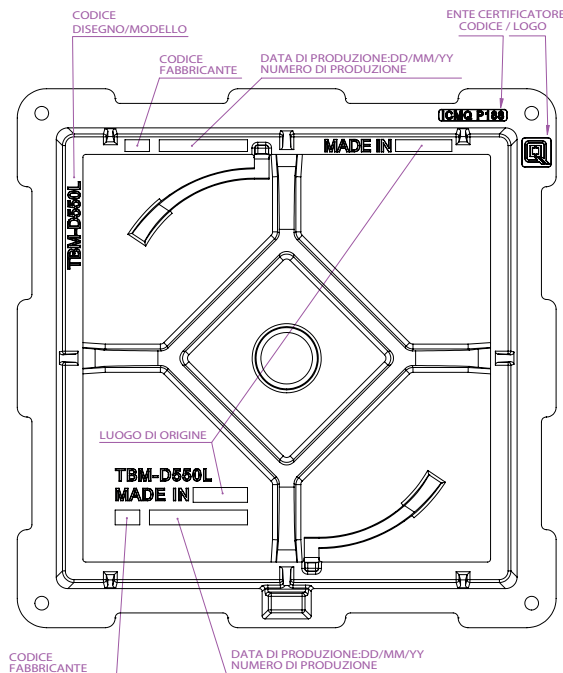 CODICE
DISEGNO/MODELLO
ENTE CERTIFICATORE
CODICE / LOGO
CODICE
FABBRICANTE
DATA DI PRODUZIONE:DD/MM/YY
NUMERO DI PRODUZIONE
ICMQ P188
MADE IN
Q
TBM-D550L
LUOGO DI ORIGINE
TBM-D550L
MADE IN
CODICE
FABBRICANTE
DATA DI PRODUZIONE:DD/MM/YY
NUMERO DI PRODUZIONE